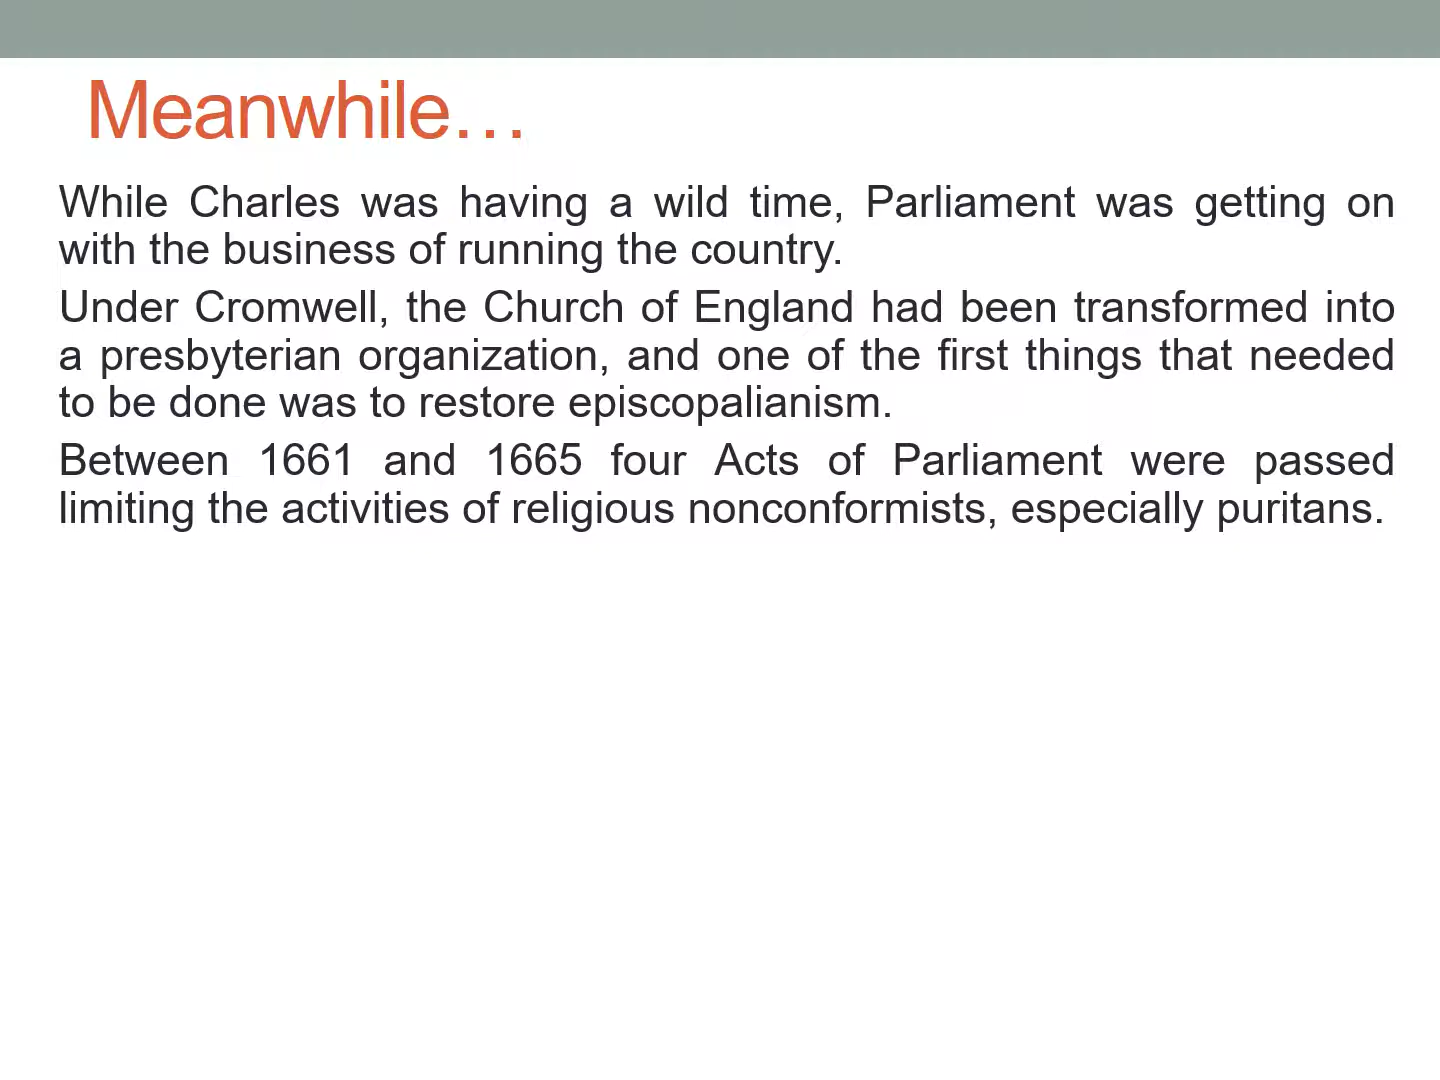 Meanwhile…
While Charles was having a wild time, Parliament was getting on
with the business of running the country.
Under Cromwell, the Church of England had been transformed into
a presbyterian organization, and one of the first things that needed
to be done was to restore episcopalianism.
Between 1661 and 1665 four Acts of Parliament were passed
limiting the activities of religious nonconformists, especially puritans.